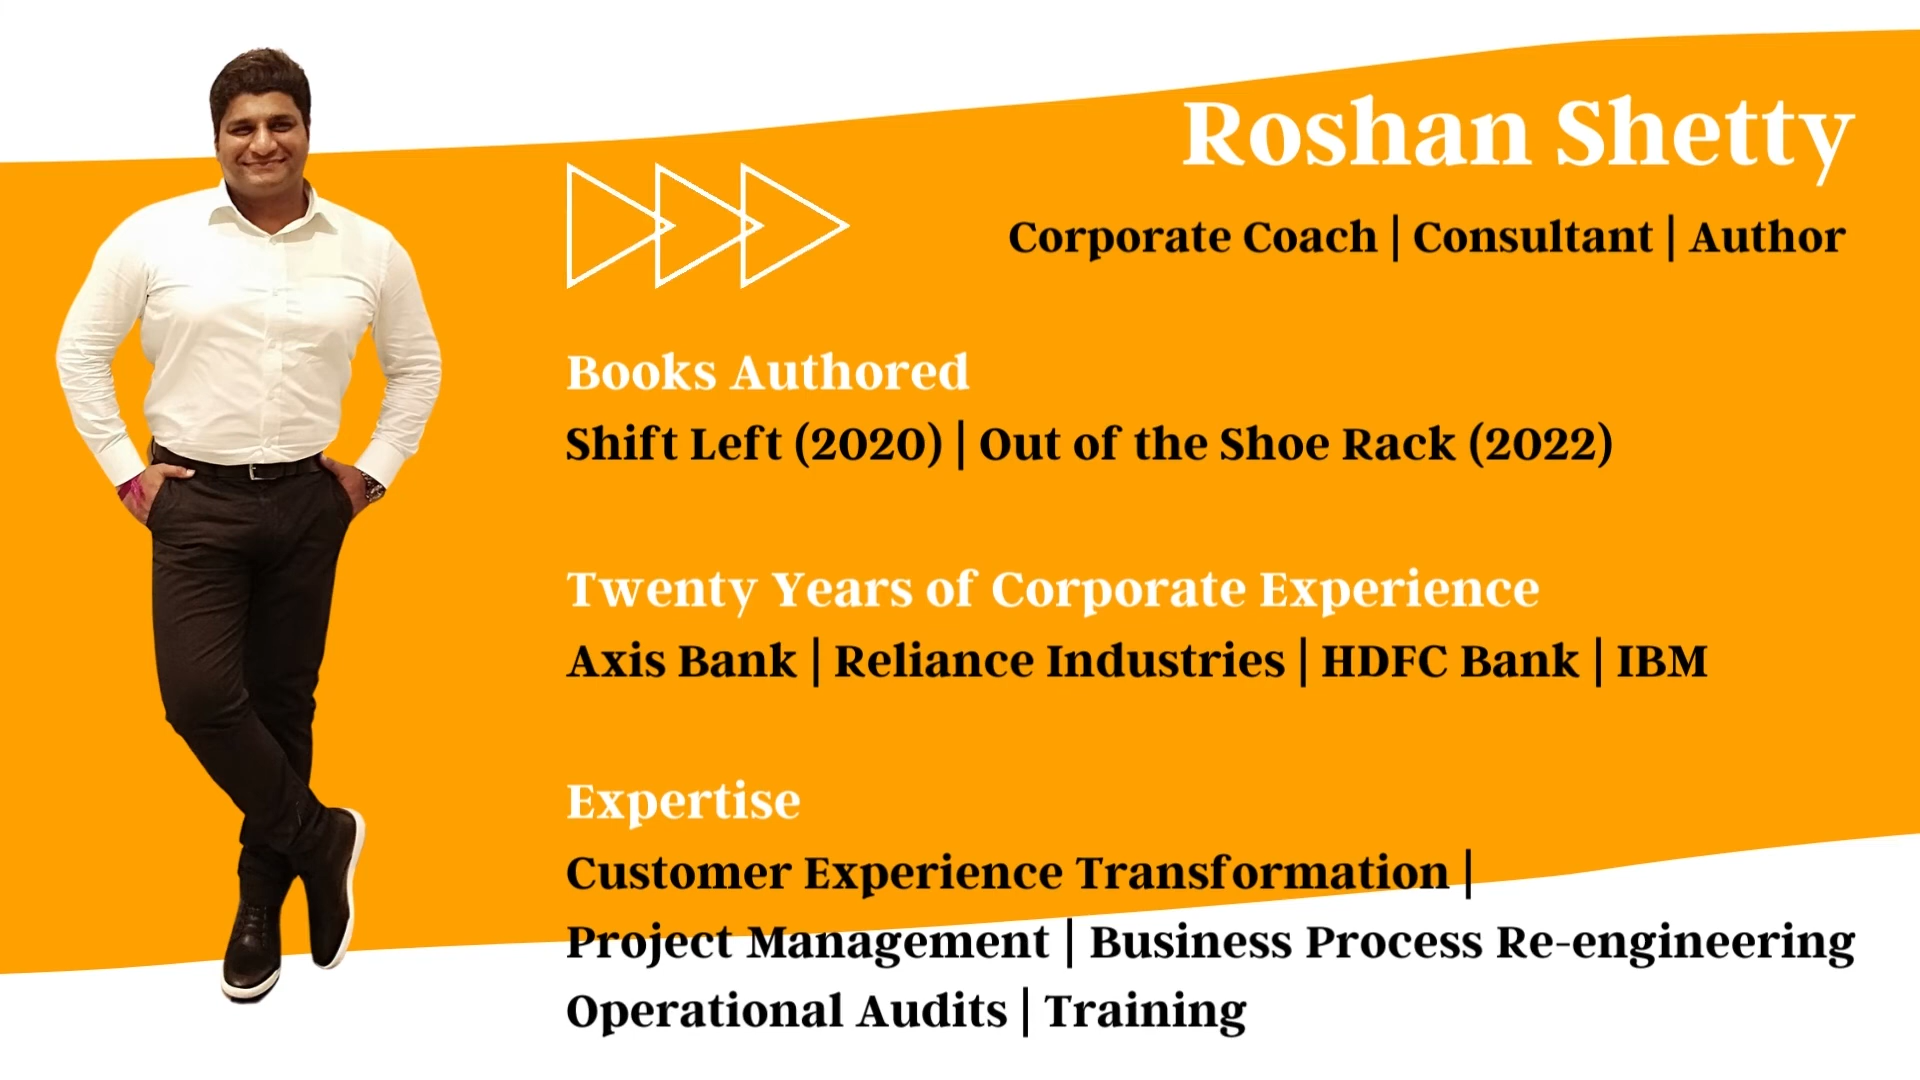 Roshan Shetty
Corporate Coach | Consultant | Author
Books Authored
Shift Left (2020) | Out of the Shoe Rack (2022)
Twenty Years of Corporate Experience
Axis Bank | Reliance Industries | HDFC Bank | IBM
Expertise
Customer Experience Transformation |
Project Management | Business Process Re-engineering
Operational Audits | Training